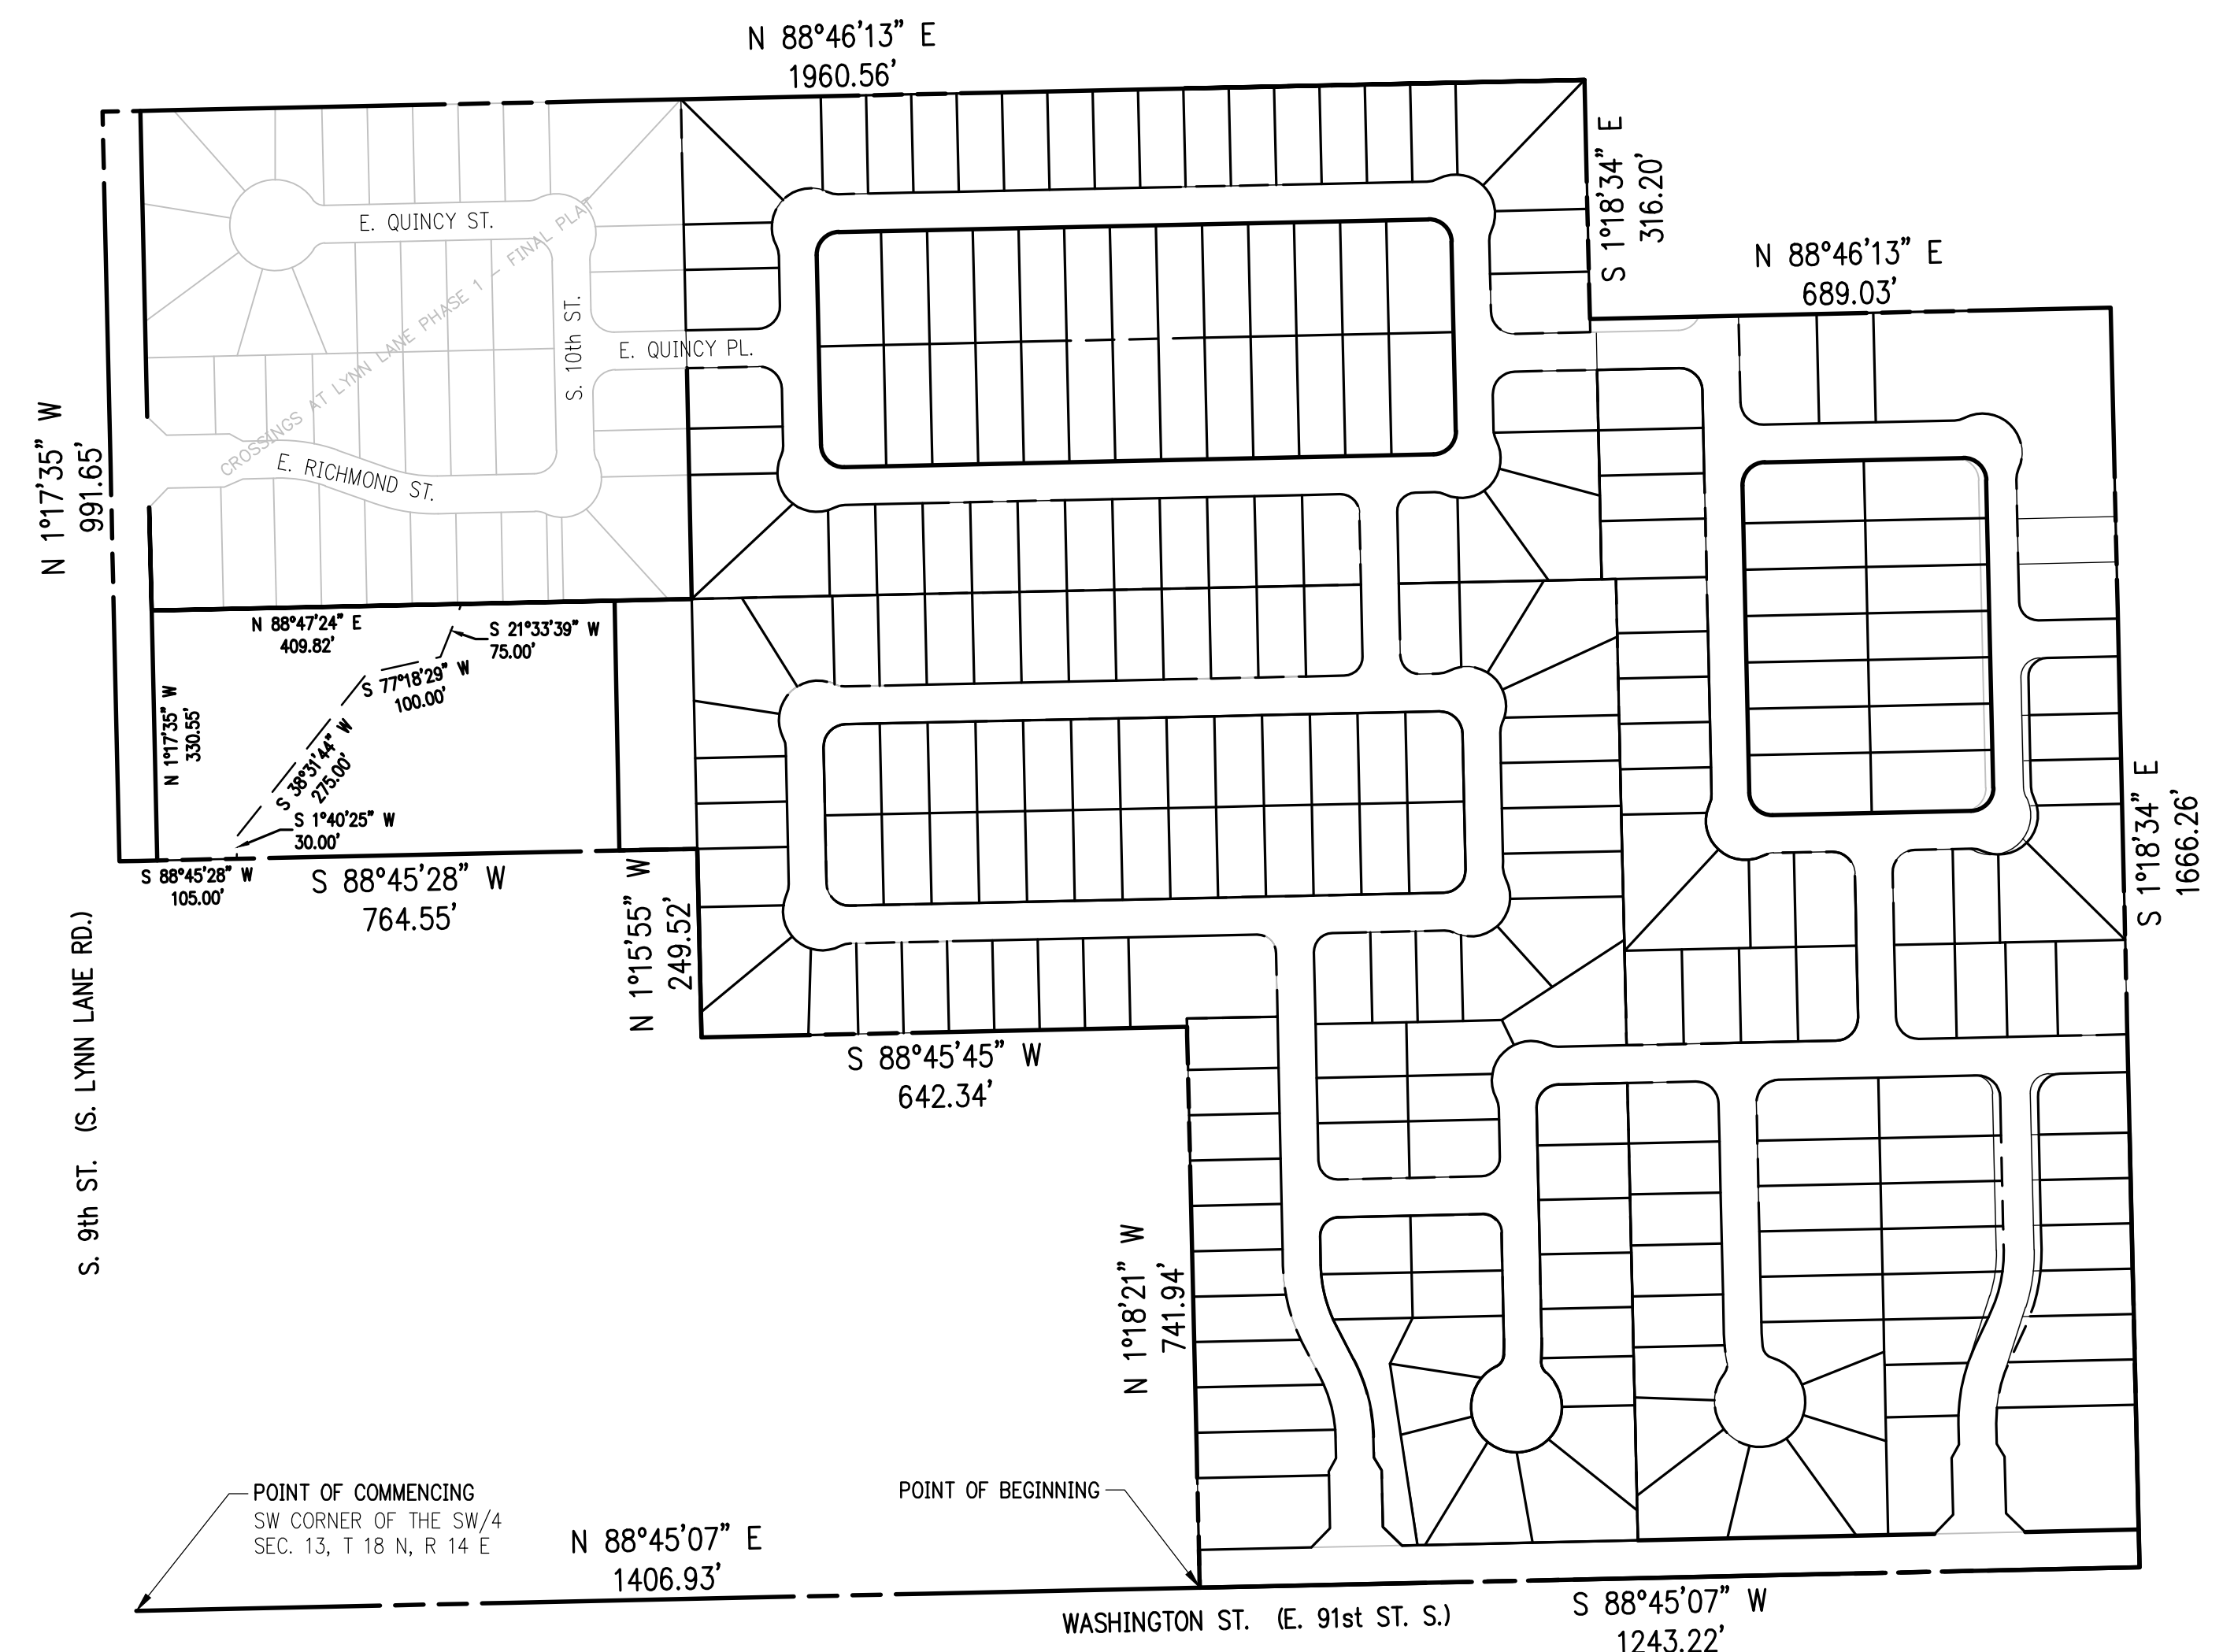 N 88°46'13" E
1960.56'
S 1°18'34" E
316.20'
N 88°46'13" E
689.03'
E. QUINCY ST.
CROSSINGS AT LYNN LANE PHASE 1 - FINAL PLAT
S. 10th ST.
E. QUINCY PL.
E. RICHMOND ST.
N 1°17'35" W
991.65'
N 88°47'24" E
409.82'
S 21°33'39" W
75.00'
S 77°18'29" W
100.00'
N 1°17'35" W
330.55'
S 38°31'44" W
275.00'
S 1°40'25" W
30.00'
S 88°45'28" W
105.00'
S 88°45'28" W
764.55'
N 1°15'55" W
249.52'
S 1°18'34" E
1666.26'
S 88°45'45" W
642.34'
S. 9th ST. (S. LYNN LANE RD.)
N 1°18'21" W
741.94'
POINT OF COMMENCING
SW CORNER OF THE SW/4
SEC. 13, T 18 N, R 14 E
POINT OF BEGINNING
N 88°45'07" E
1406.93'
WASHINGTON ST. (E. 91st ST. S.)
S 88°45'07" W
1243.22'